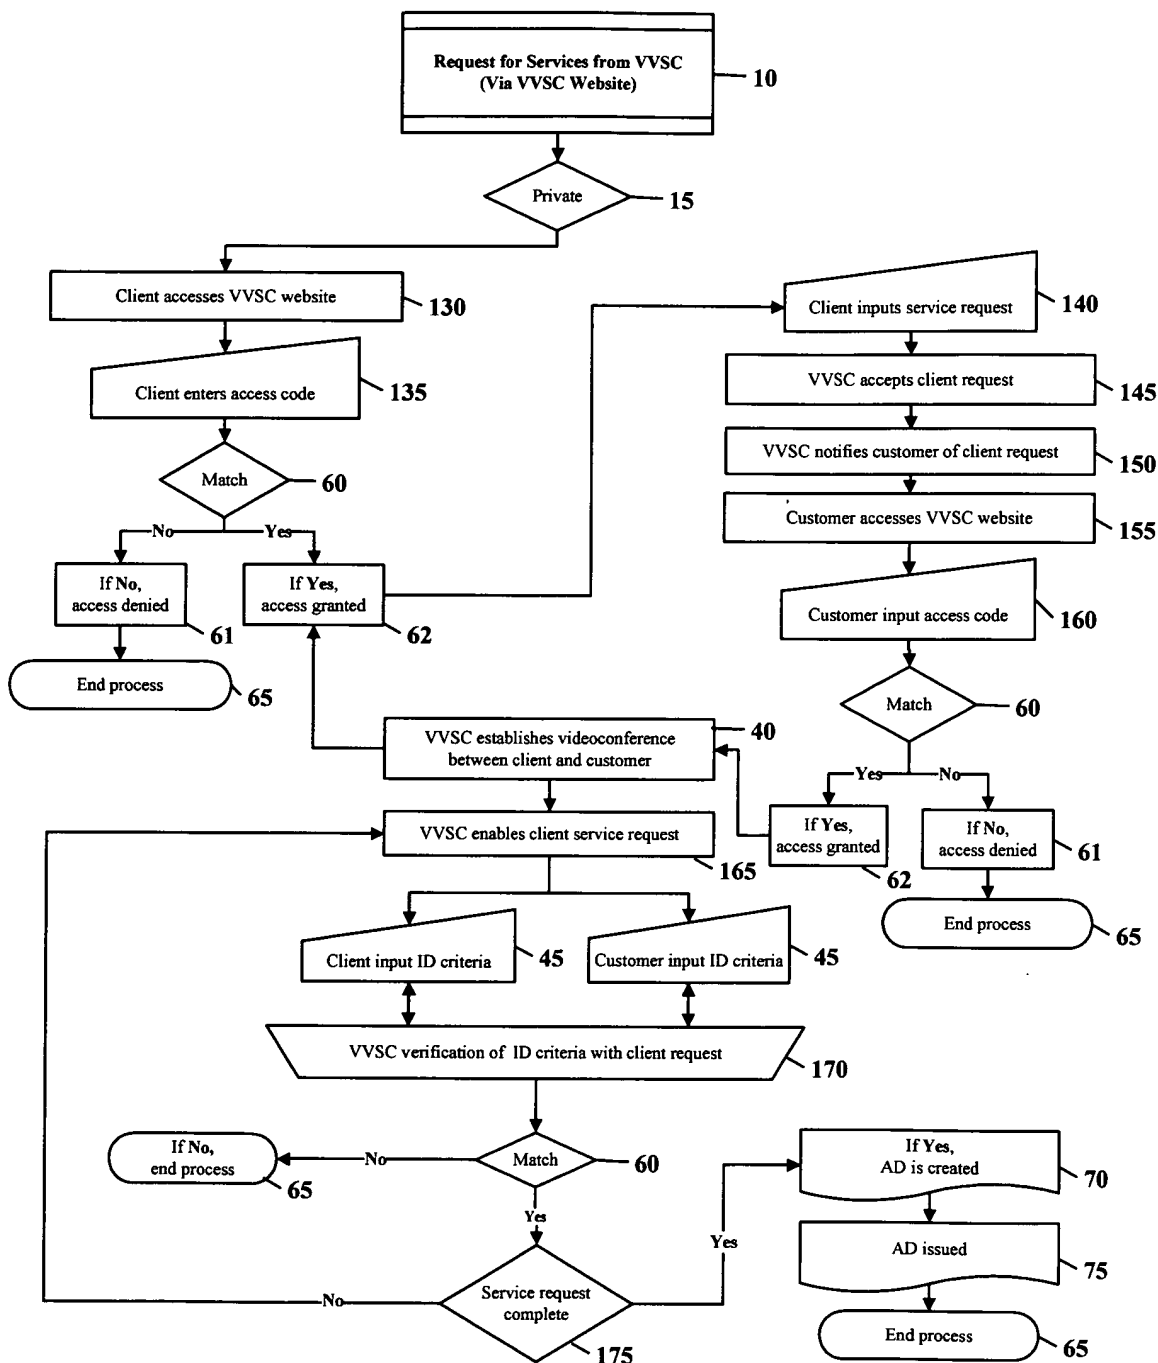 Request for Services from VVSC
(Via VVSC Website)
10
Private
15
Client accesses VVSC website
130
Client enters access code
135
Match
60
No
Yes
If No,
access denied
61
If Yes,
access granted
62
End process
65
Client inputs service request
140
VVSC accepts client request
145
VVSC notifies customer of client request
150
Customer accesses VVSC website
155
Customer input access code
160
Match
60
Yes
No
If Yes,
access granted
62
If No,
access denied
61
End process
65
VVSC establishes videoconference
between client and customer
40
VVSC enables client service request
165
Client input ID criteria
45
Customer input ID criteria
45
VVSC verification of ID criteria with client request
170
Match
60
No
If No,
end process
65
Yes
Service request
complete
175
No
Yes
If Yes,
AD is created
70
AD issued
75
End process
65